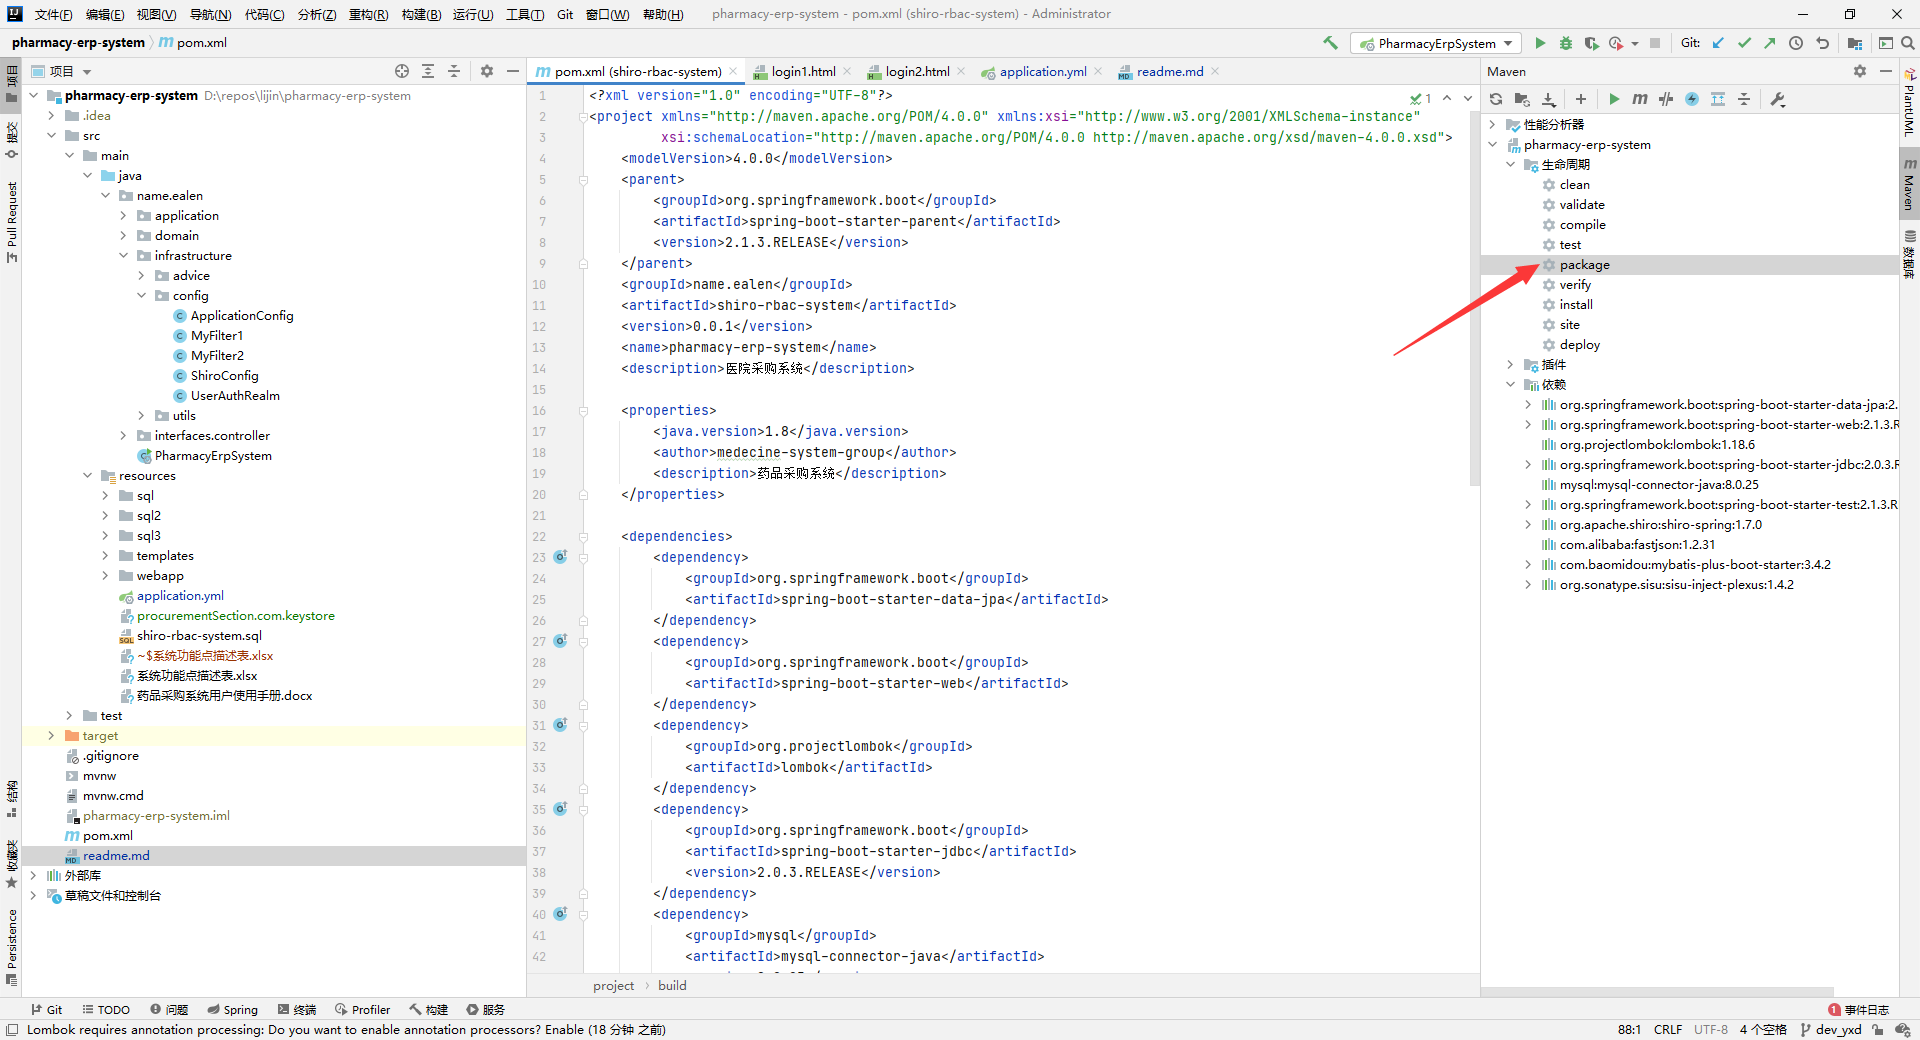 文件(F) 编辑(E) 视图(V) 导航(N) 代码(C) 分析(Z) 重构(R) 构建(B) 运行(U) 工具(T) Git 窗口(W) 帮助(H) pharmacy-erp-system - pom.xml (shiro-rbac-system) - Administrator
pharmacy-erp-system pom.xml PharmacyErpSystem Git:
项目
提交
Pull Request
结构
收藏夹
Persistence
项目
pharmacy-erp-system D:\repos\lijin\pharmacy-erp-system
.idea
src
main
java
name.ealen
application
domain
infrastructure
advice
config
ApplicationConfig
MyFilter1
MyFilter2
ShiroConfig
UserAuthRealm
utils
interfaces.controller
PharmacyErpSystem
resources
sql
sql2
sql3
templates
webapp
application.yml
procurementSection.com.keystore
shiro-rbac-system.sql
~$系统功能点描述表.xlsx
系统功能点描述表.xlsx
药品采购系统用户使用手册.docx
test
target
.gitignore
mvnw
mvnw.cmd
pharmacy-erp-system.iml
pom.xml
readme.md
外部库
草稿文件和控制台
pom.xml (shiro-rbac-system) login1.html login2.html application.yml readme.md
1 <?xml version="1.0" encoding="UTF-8"?> 1
2 <project xmlns="http://maven.apache.org/POM/4.0.0" xmlns:xsi="http://www.w3.org/2001/XMLSchema-instance"
3 xsi:schemaLocation="http://maven.apache.org/POM/4.0.0 http://maven.apache.org/xsd/maven-4.0.0.xsd">
4 <modelVersion>4.0.0</modelVersion>
5 <parent>
6 <groupId>org.springframework.boot</groupId>
7 <artifactId>spring-boot-starter-parent</artifactId>
8 <version>2.1.3.RELEASE</version>
9 </parent>
10 <groupId>name.ealen</groupId>
11 <artifactId>shiro-rbac-system</artifactId>
12 <version>0.0.1</version>
13 <name>pharmacy-erp-system</name>
14 <description>医院采购系统</description>
15
16 <properties>
17 <java.version>1.8</java.version>
18 <author>medecine-system-group</author>
19 <description>药品采购系统</description>
20 </properties>
21
22 <dependencies>
23 <dependency>
24 <groupId>org.springframework.boot</groupId>
25 <artifactId>spring-boot-starter-data-jpa</artifactId>
26 </dependency>
27 <dependency>
28 <groupId>org.springframework.boot</groupId>
29 <artifactId>spring-boot-starter-web</artifactId>
30 </dependency>
31 <dependency>
32 <groupId>org.projectlombok</groupId>
33 <artifactId>lombok</artifactId>
34 </dependency>
35 <dependency>
36 <groupId>org.springframework.boot</groupId>
37 <artifactId>spring-boot-starter-jdbc</artifactId>
38 <version>2.0.3.RELEASE</version>
39 </dependency>
40 <dependency>
41 <groupId>mysql</groupId>
42 <artifactId>mysql-connector-java</artifactId>
project build
Maven
性能分析器
pharmacy-erp-system
生命周期
clean
validate
compile
test
package
verify
install
site
deploy
插件
依赖
org.springframework.boot:spring-boot-starter-data-jpa:2.
org.springframework.boot:spring-boot-starter-web:2.1.3.R
org.projectlombok:lombok:1.18.6
org.springframework.boot:spring-boot-starter-jdbc:2.0.3.R
mysql:mysql-connector-java:8.0.25
org.springframework.boot:spring-boot-starter-test:2.1.3.R
org.apache.shiro:shiro-spring:1.7.0
com.alibaba:fastjson:1.2.31
com.baomidou:mybatis-plus-boot-starter:3.4.2
org.sonatype.sisu:sisu-inject-plexus:1.4.2
PlantUML
Maven
数据库
Git TODO 问题 Spring 终端 Profiler 构建 服务 1 事件日志
Lombok requires annotation processing: Do you want to enable annotation processors? Enable (18 分钟 之前) 88:1 CRLF UTF-8 4 个空格 dev_yxd